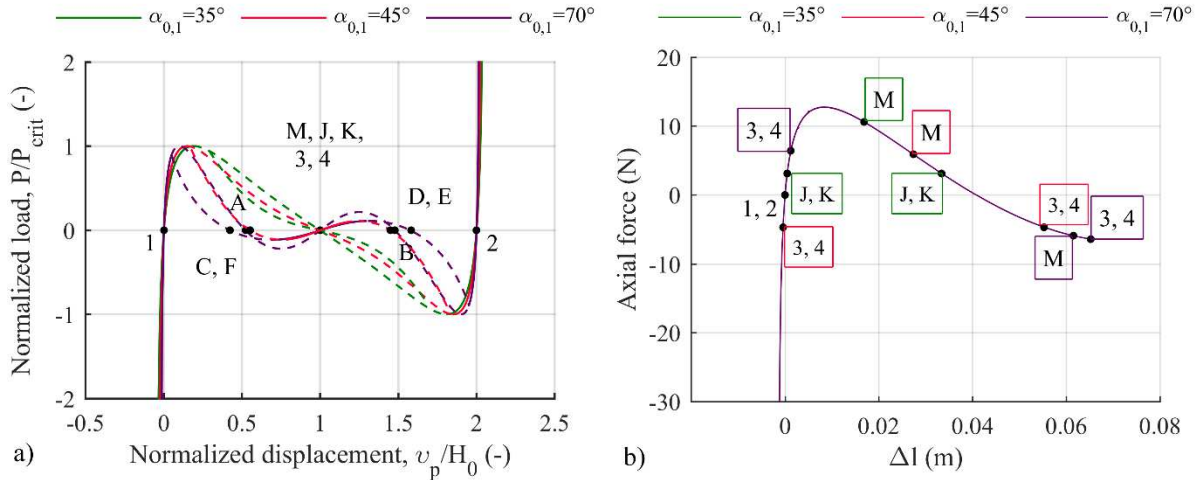 α0,1=35° α0,1=45° α0,1=70°
Normalized load, P/Pcrit (-)
2
1
0
-1
-2
M, J, K,
3, 4
D, E
A
1
2
B
C, F
-0.5 0 0.5 1 1.5 2 2.5
a) Normalized displacement, υp/H0 (-)
α0,1=35° α0,1=45° α0,1=70°
Axial force (N)
20
10
0
-10
-20
-30
M
3, 4
M
J, K
J, K
1, 2
3, 4
3, 4
3, 4
M
0 0.02 0.04 0.06 0.08
b) Δl (m)